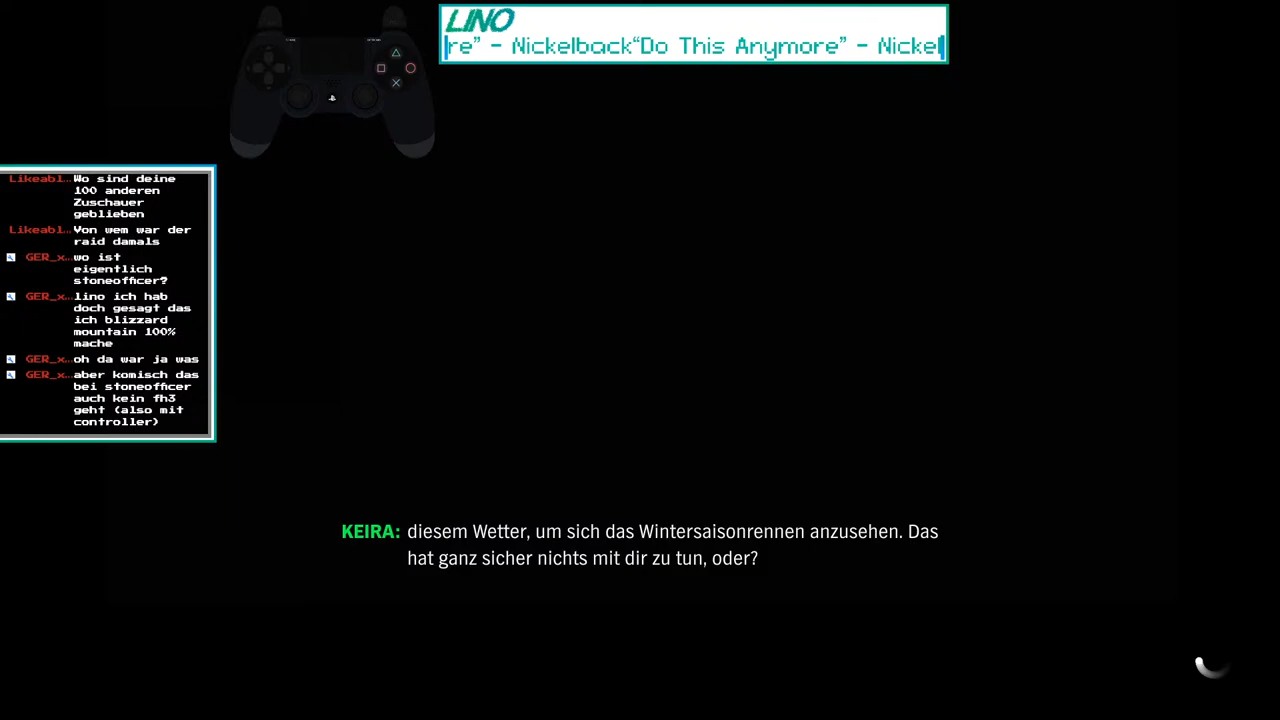 LINO
re” - Nickelback“Do This Anymore” - Nickel
Likeabl... Wo sind deine
100 anderen
Zuschauer
geblieben
Likeabl... Von wem war der
raid damals
GER_x... wo ist
eigentlich
stoneofficer?
GER_x... lino ich hab
doch gesagt das
ich blizzard
mountain 100%
mache
GER_x... oh da war ja was
GER_x... aber komisch das
bei stoneofficer
auch kein fh3
geht (also mit
controller)
KEIRA: diesem Wetter, um sich das Wintersaisonrennen anzusehen. Das
hat ganz sicher nichts mit dir zu tun, oder?